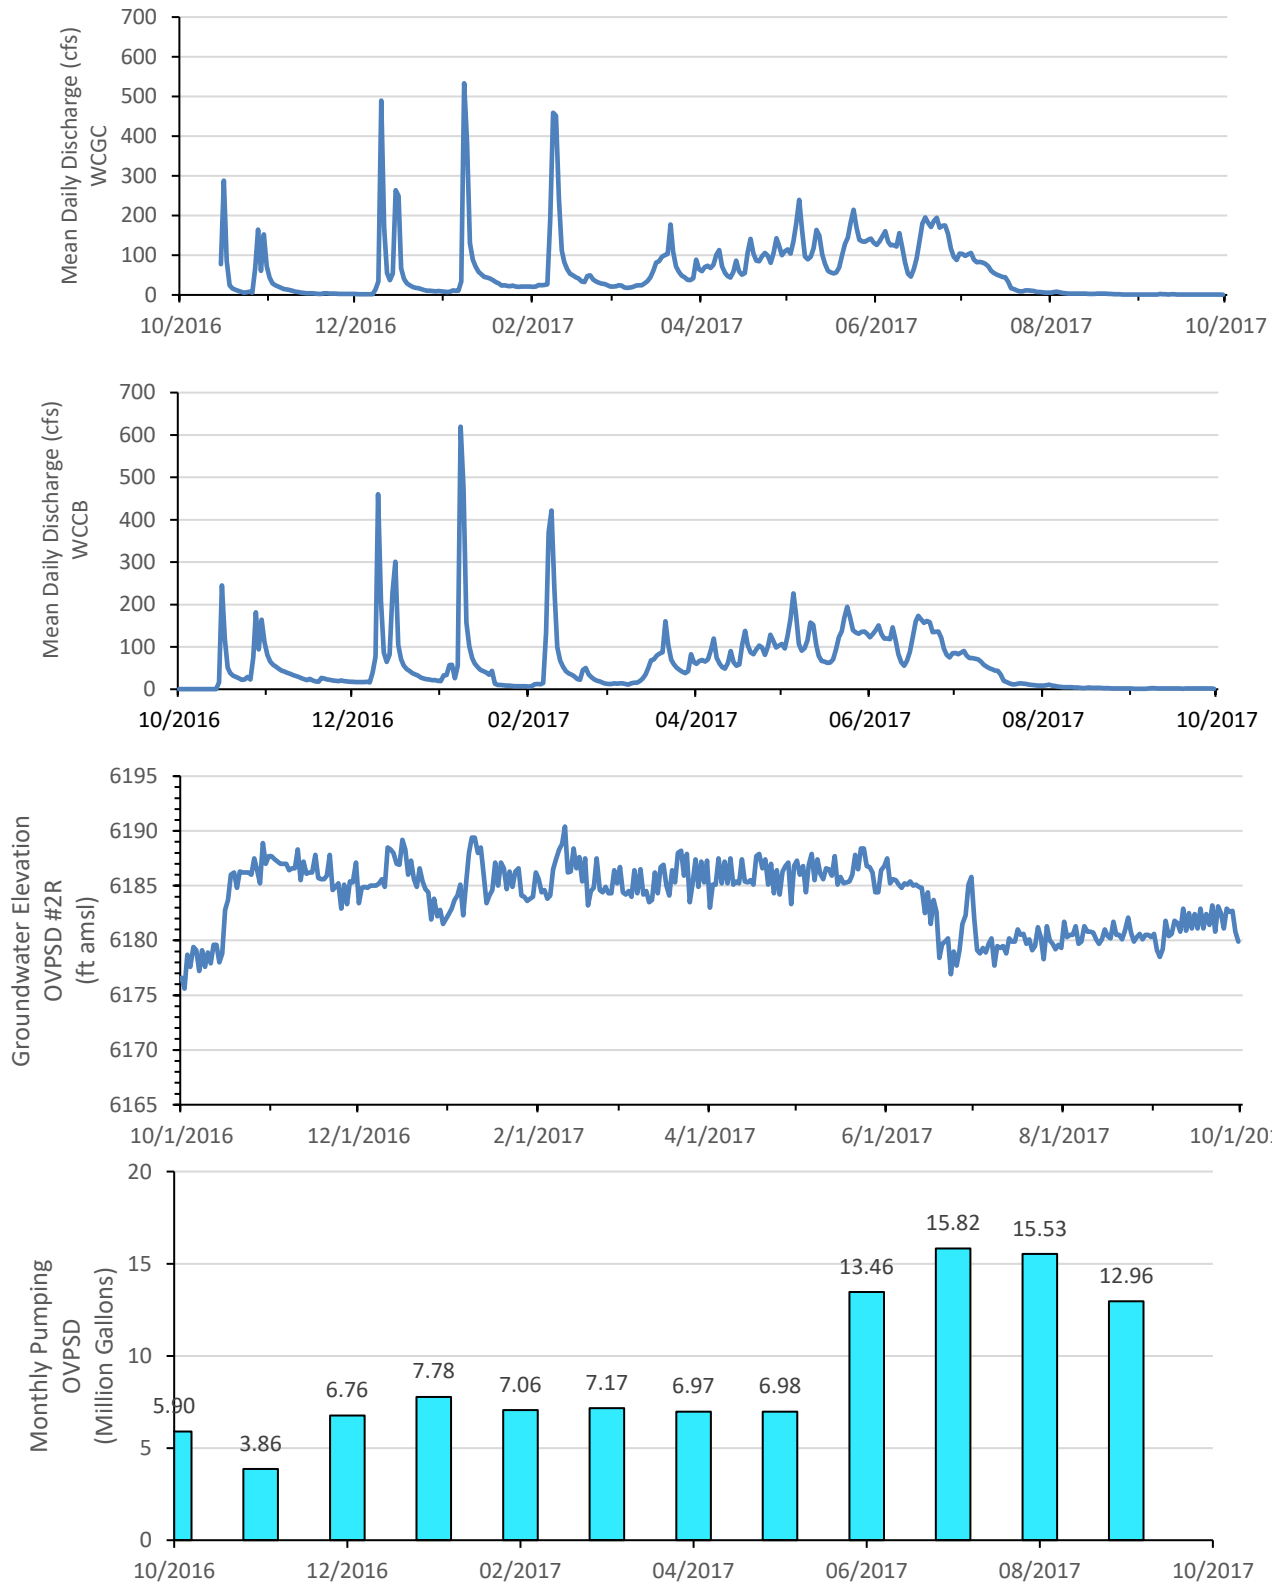 700
600
500
400
300
200
100
0
Mean Daily Discharge (cfs)
WCGC
10/2016 12/2016 02/2017 04/2017 06/2017 08/2017 10/2017
700
600
500
400
300
200
100
0
Mean Daily Discharge (cfs)
WCCB
10/2016 12/2016 02/2017 04/2017 06/2017 08/2017 10/2017
6195
6190
6185
6180
6175
6170
6165
Groundwater Elevation
OVPSD #2R
(ft amsl)
10/1/2016 12/1/2016 2/1/2017 4/1/2017 6/1/2017 8/1/2017 10/1/201
20
15
10
5
0
Monthly Pumping
OVPSD
(Million Gallons)
5.90 3.86 6.76 7.78 7.06 7.17 6.97 6.98 13.46 15.82 15.53 12.96
10/2016 12/2016 02/2017 04/2017 06/2017 08/2017 10/2017